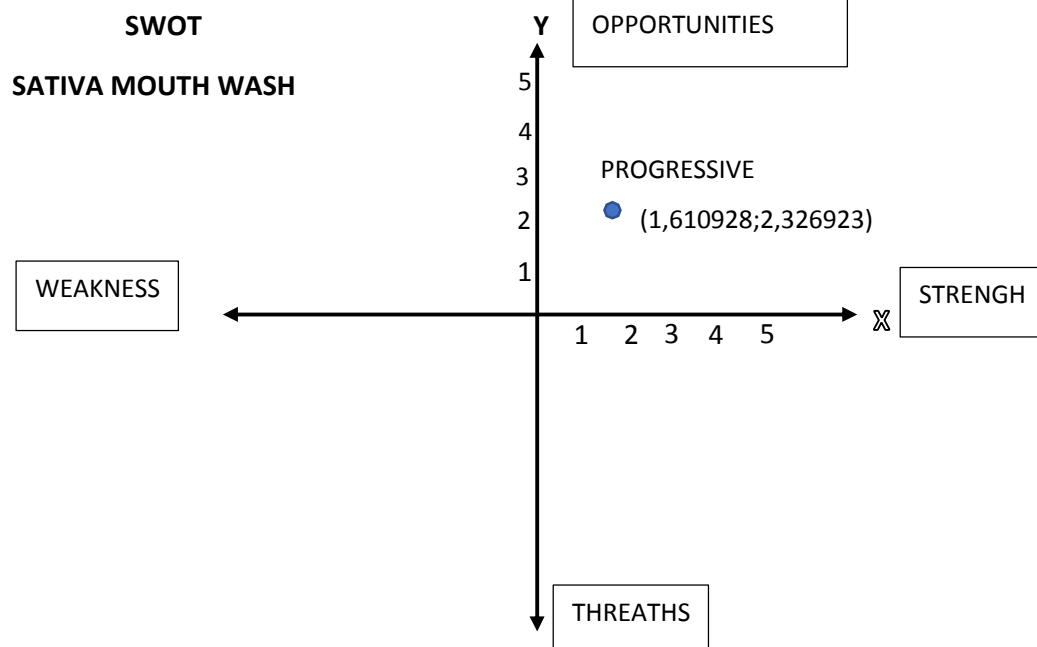 SWOT
SATIVA MOUTH WASH
Y
OPPORTUNITIES
5
4
3
2
1
PROGRESSIVE
(1,610928;2,326923)
WEAKNESS
STRENGH
X
1 2 3 4 5
THREATHS